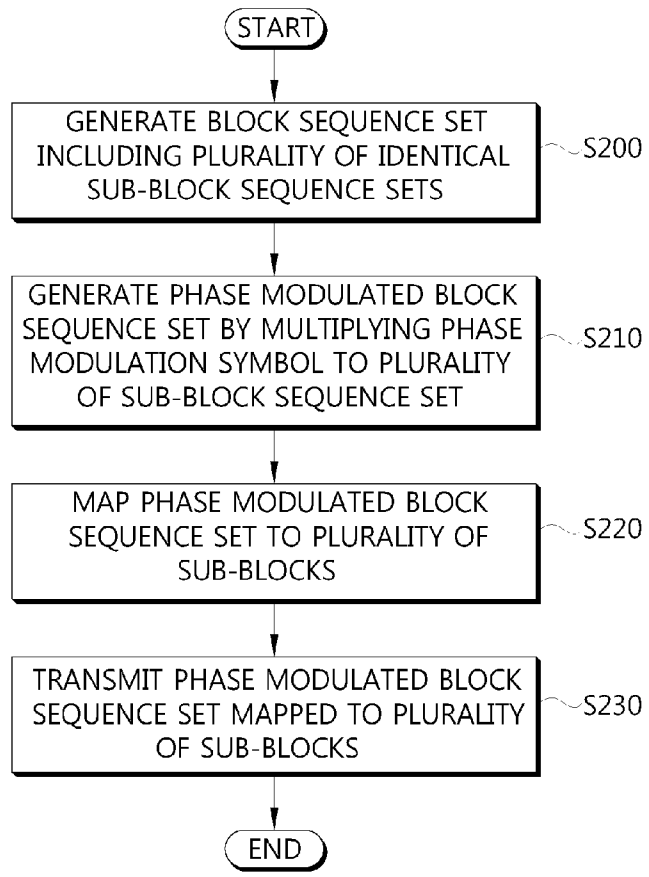 START
GENERATE BLOCK SEQUENCE SET
INCLUDING PLURALITY OF IDENTICAL
SUB-BLOCK SEQUENCE SETS
S200
GENERATE PHASE MODULATED BLOCK
SEQUENCE SET BY MULTIPLYING PHASE
MODULATION SYMBOL TO PLURALITY
OF SUB-BLOCK SEQUENCE SET
S210
MAP PHASE MODULATED BLOCK
SEQUENCE SET TO PLURALITY OF
SUB-BLOCKS
S220
TRANSMIT PHASE MODULATED BLOCK
SEQUENCE SET MAPPED TO PLURALITY
OF SUB-BLOCKS
S230
END